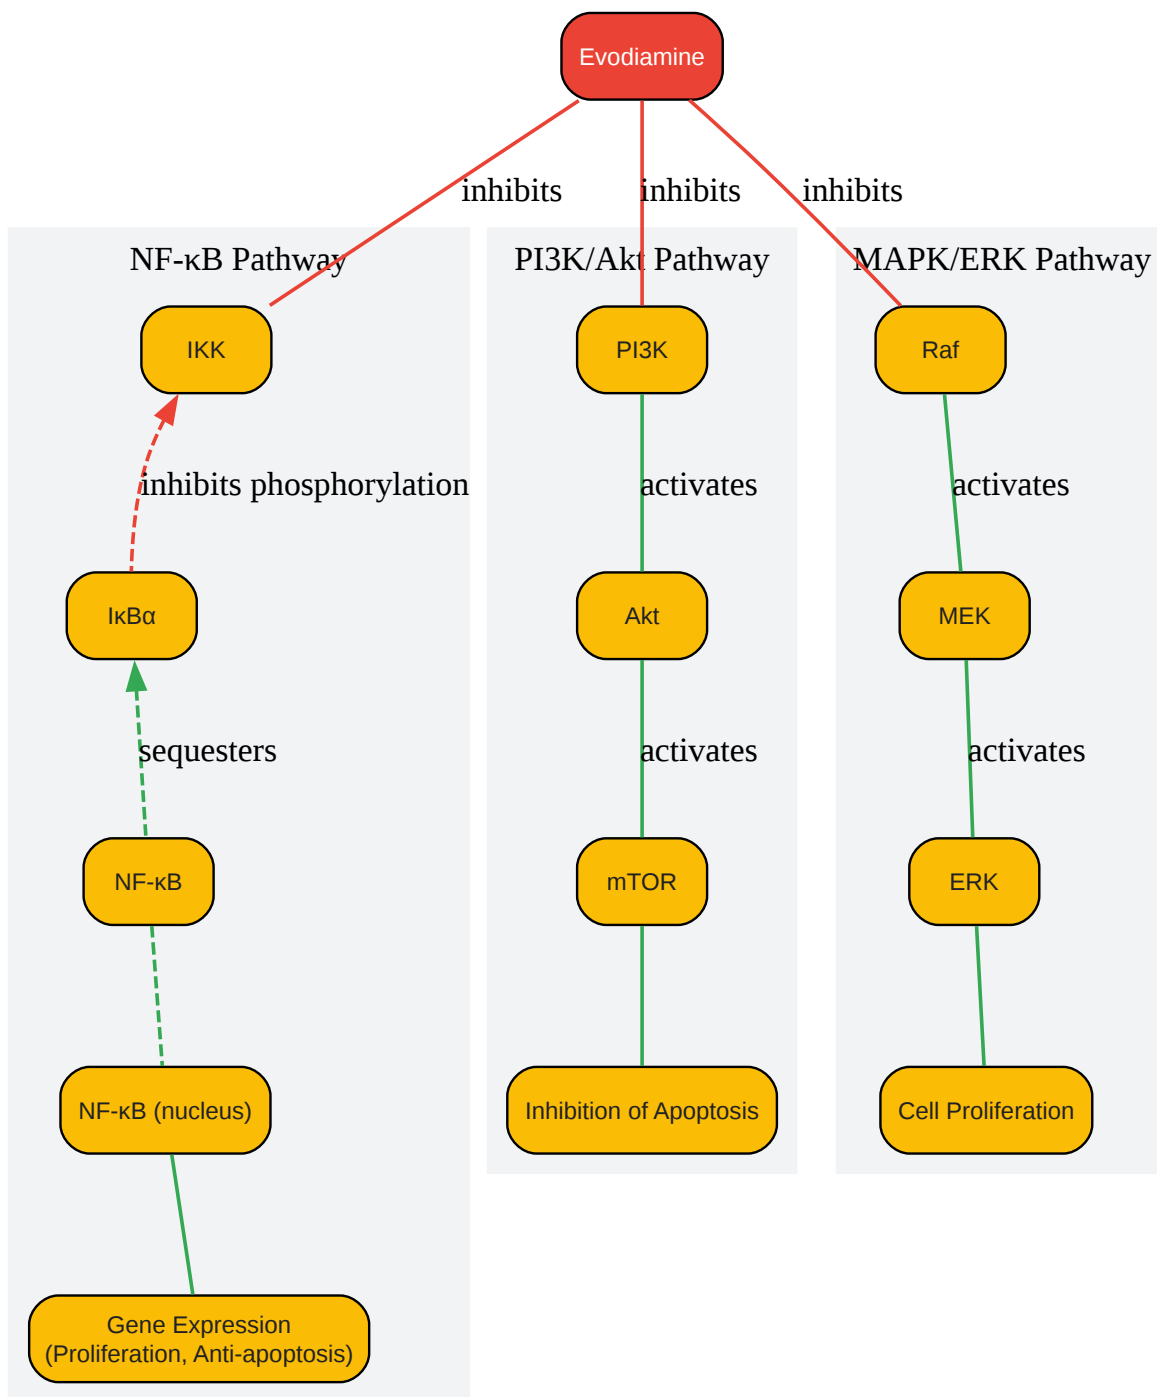 Evodiamine
inhibits
inhibits
inhibits
NF-κB Pathway
PI3K/Akt Pathway
MAPK/ERK Pathway
IKK
PI3K
Raf
inhibits phosphorylation
activates
activates
IκBα
Akt
MEK
sequesters
activates
activates
NF-κB
mTOR
ERK
NF-κB (nucleus)
Inhibition of Apoptosis
Cell Proliferation
Gene Expression
(Proliferation, Anti-apoptosis)